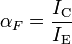 α_F = I_C / I_E